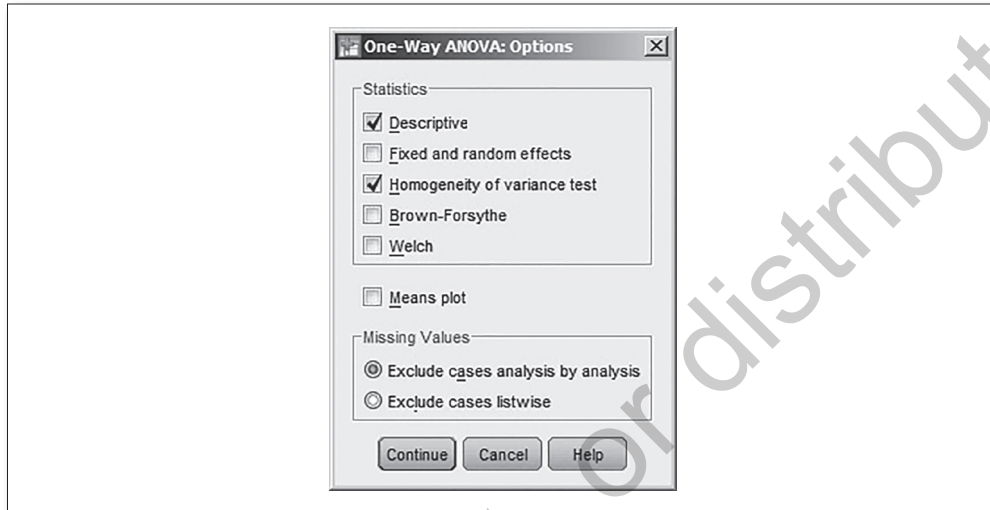 One-Way ANOVA: Options
Statistics
Descriptive
Fixed and random effects
Homogeneity of variance test
Brown-Forsythe
Welch
Means plot
Missing Values
Exclude cases analysis by analysis
Exclude cases listwise
Continue Cancel Help
or distribut